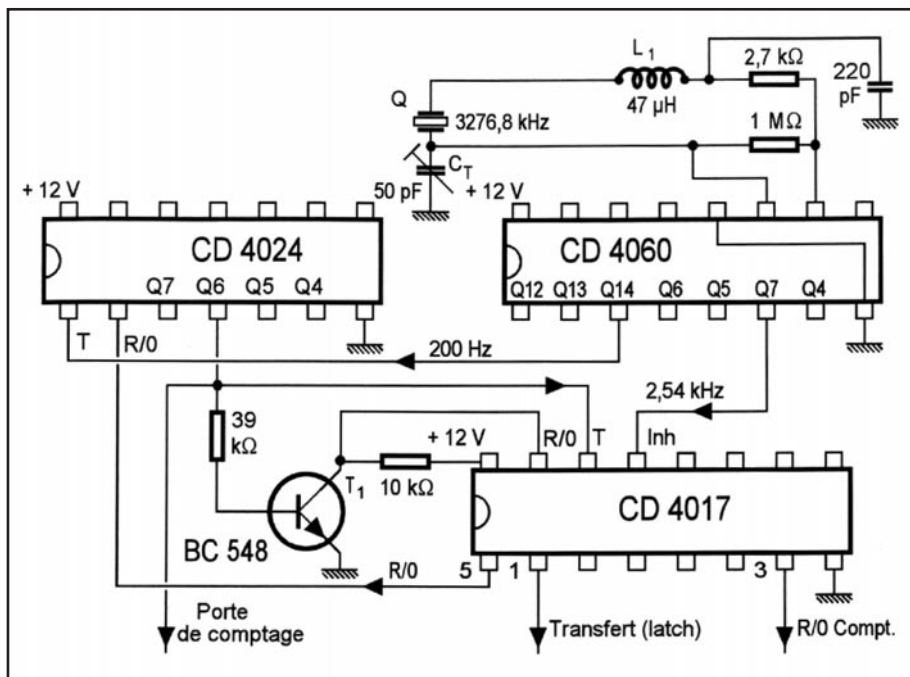 L1
47 µH
2,7 kΩ
220
pF
1 MΩ
Q
3276,8 kHz
CT
50 pF
+ 12 V
+ 12 V
CD 4024
Q7 Q6 Q5 Q4
CD 4060
Q12 Q13 Q14 Q6 Q5 Q7 Q4
T
R/0
200 Hz
2,54 kHz
39
kΩ
+ 12 V
R/0
T
Inh
T1
10 kΩ
CD 4017
BC 548
R/0
5
1
3
Porte
de comptage
Transfert (latch)
R/0 Compt.